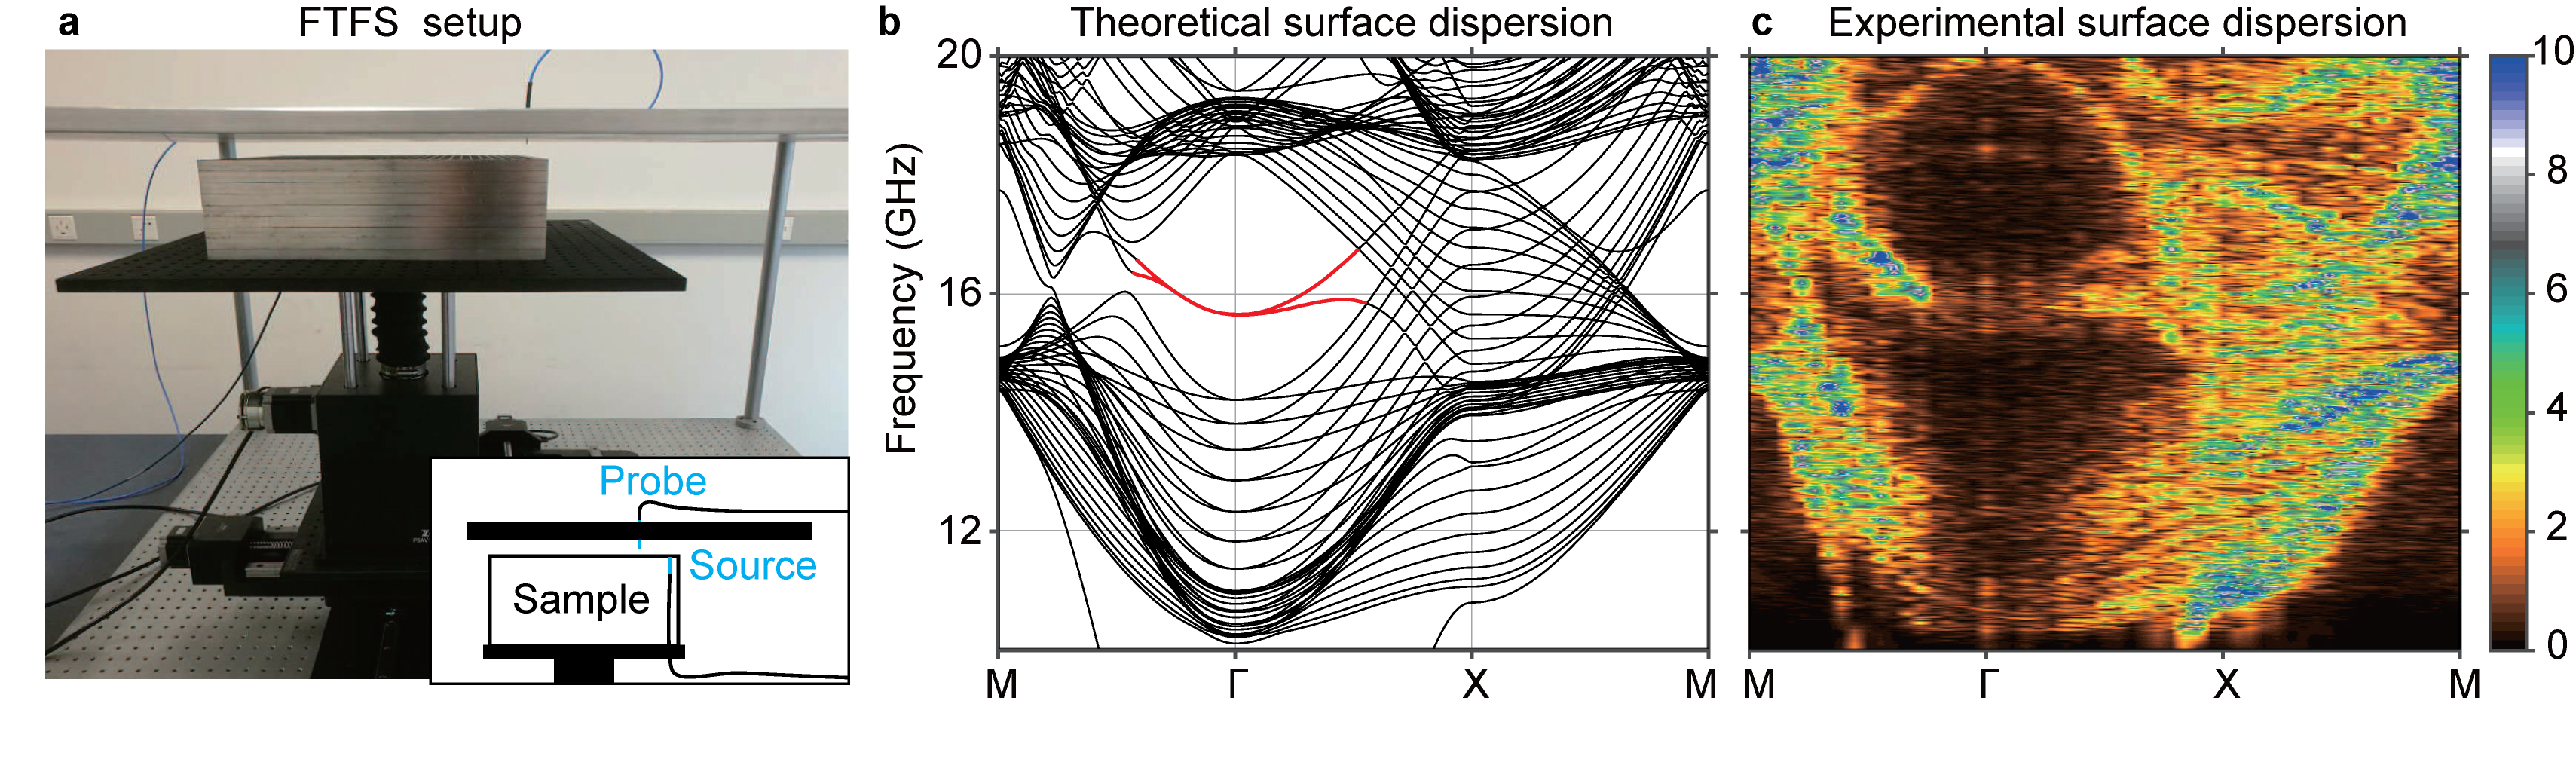 a FTFS setup
Probe
Source
Sample
b Theoretical surface dispersion
Frequency (GHz)
20
16
12
M Γ X M
c Experimental surface dispersion
M Γ X M
10
8
6
4
2
0